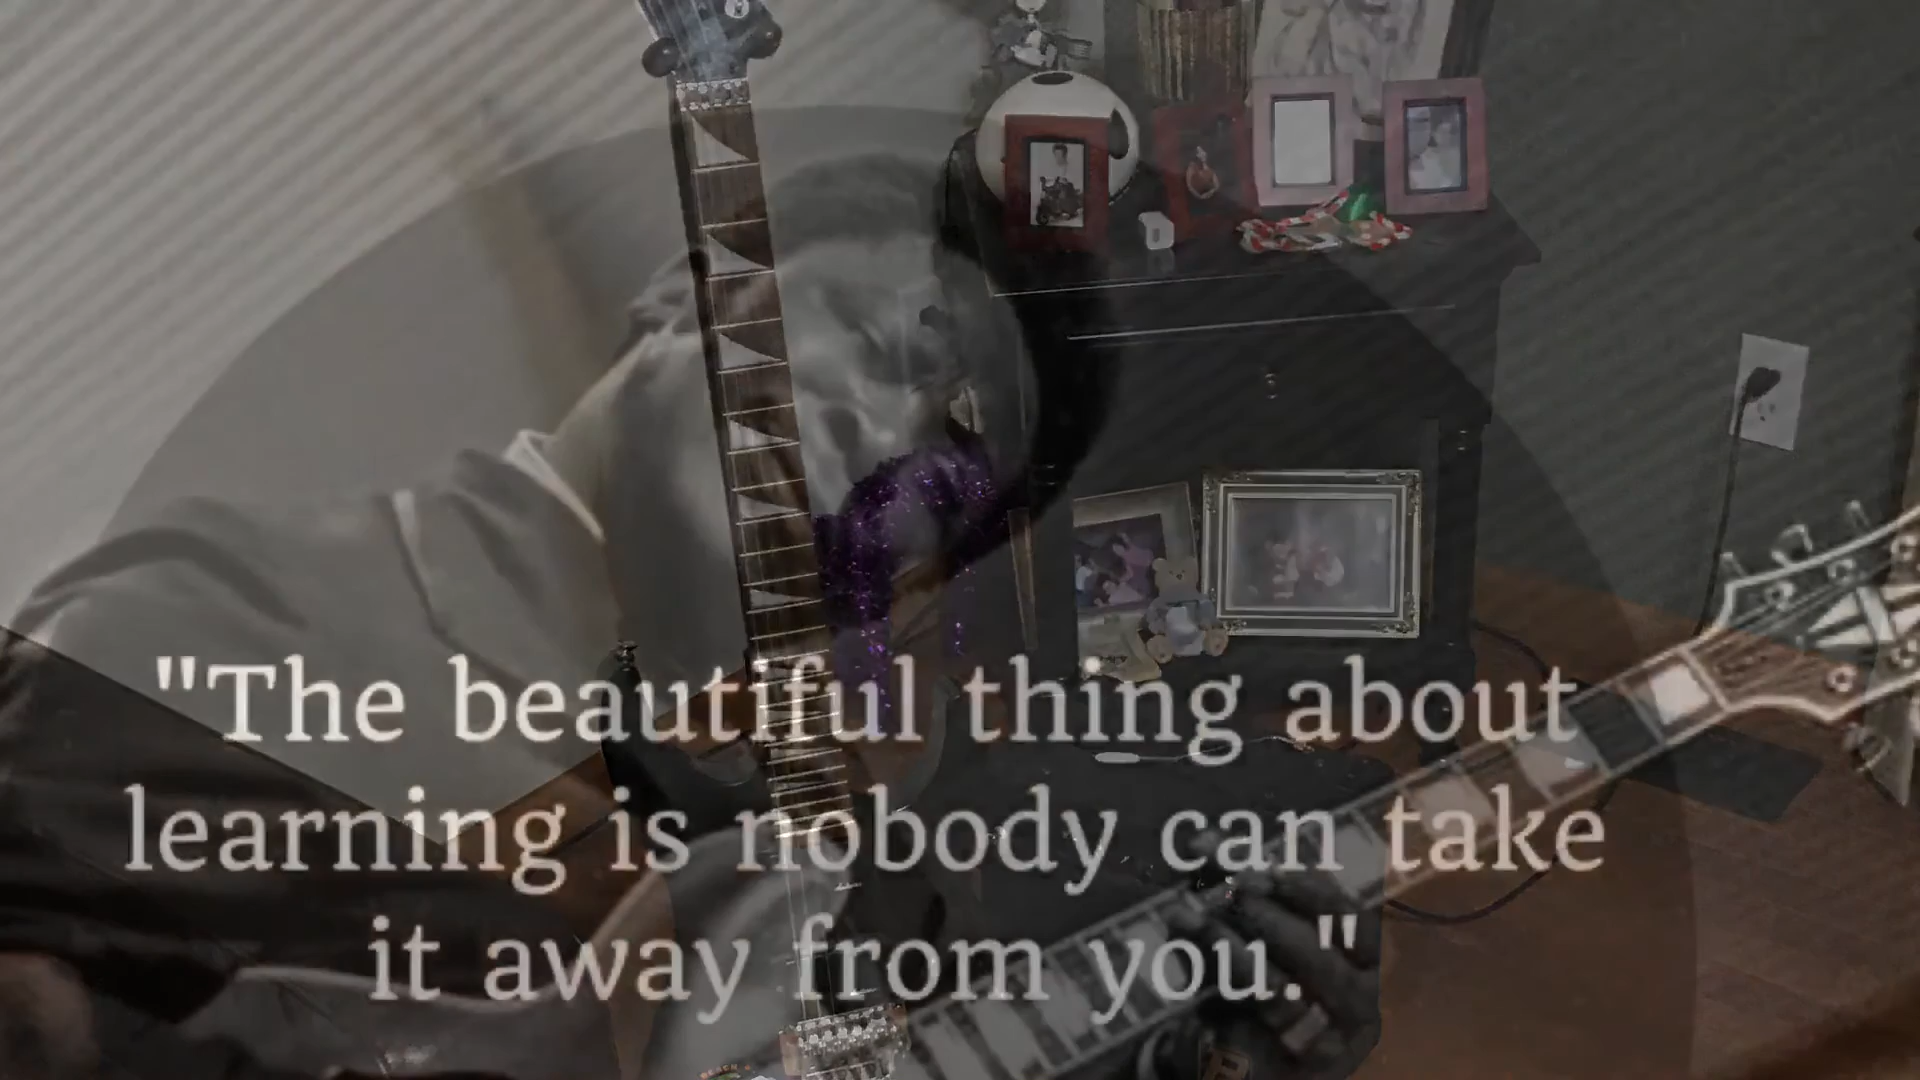 "The beautiful thing about
learning is nobody can take
it away from you."